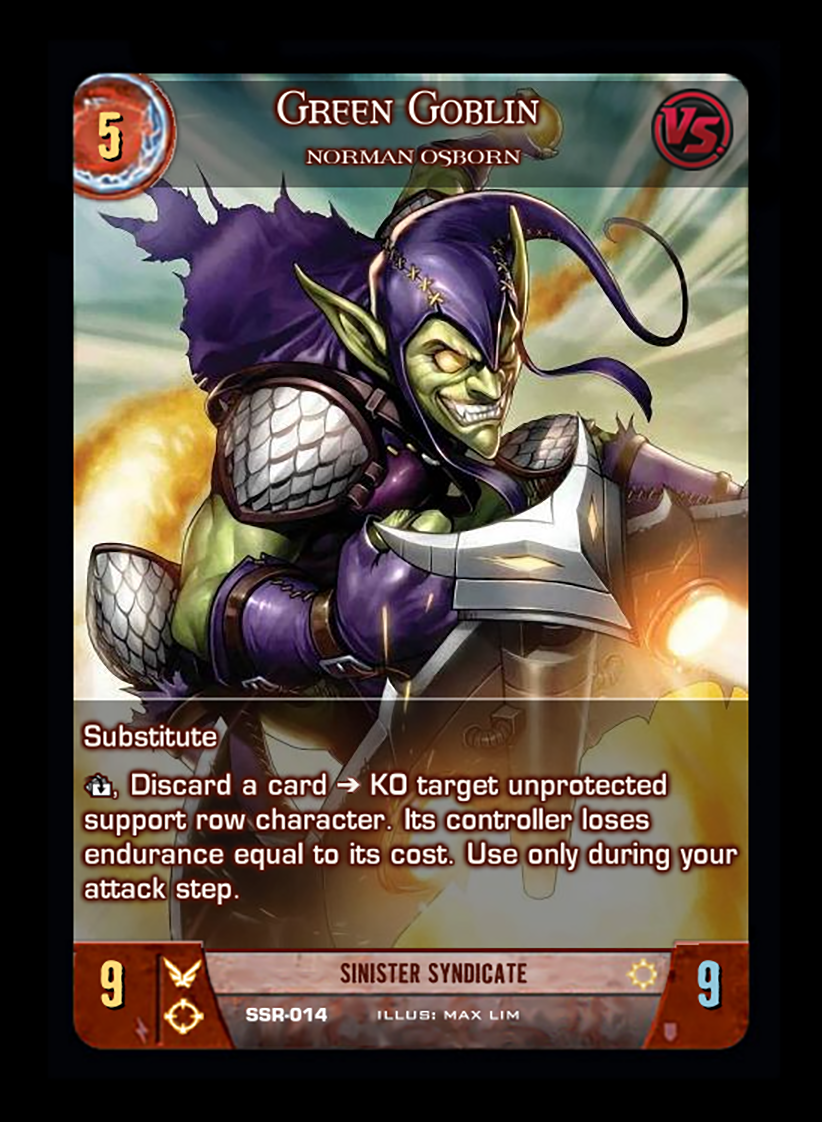 5
GREEN GOBLIN
VS.
NORMAN OSBORN
Substitute
, Discard a card → KO target unprotected
support row character. Its controller loses
endurance equal to its cost. Use only during your
attack step.
9
SINISTER SYNDICATE
9
SSR-014 ILLUS: MAX LIM